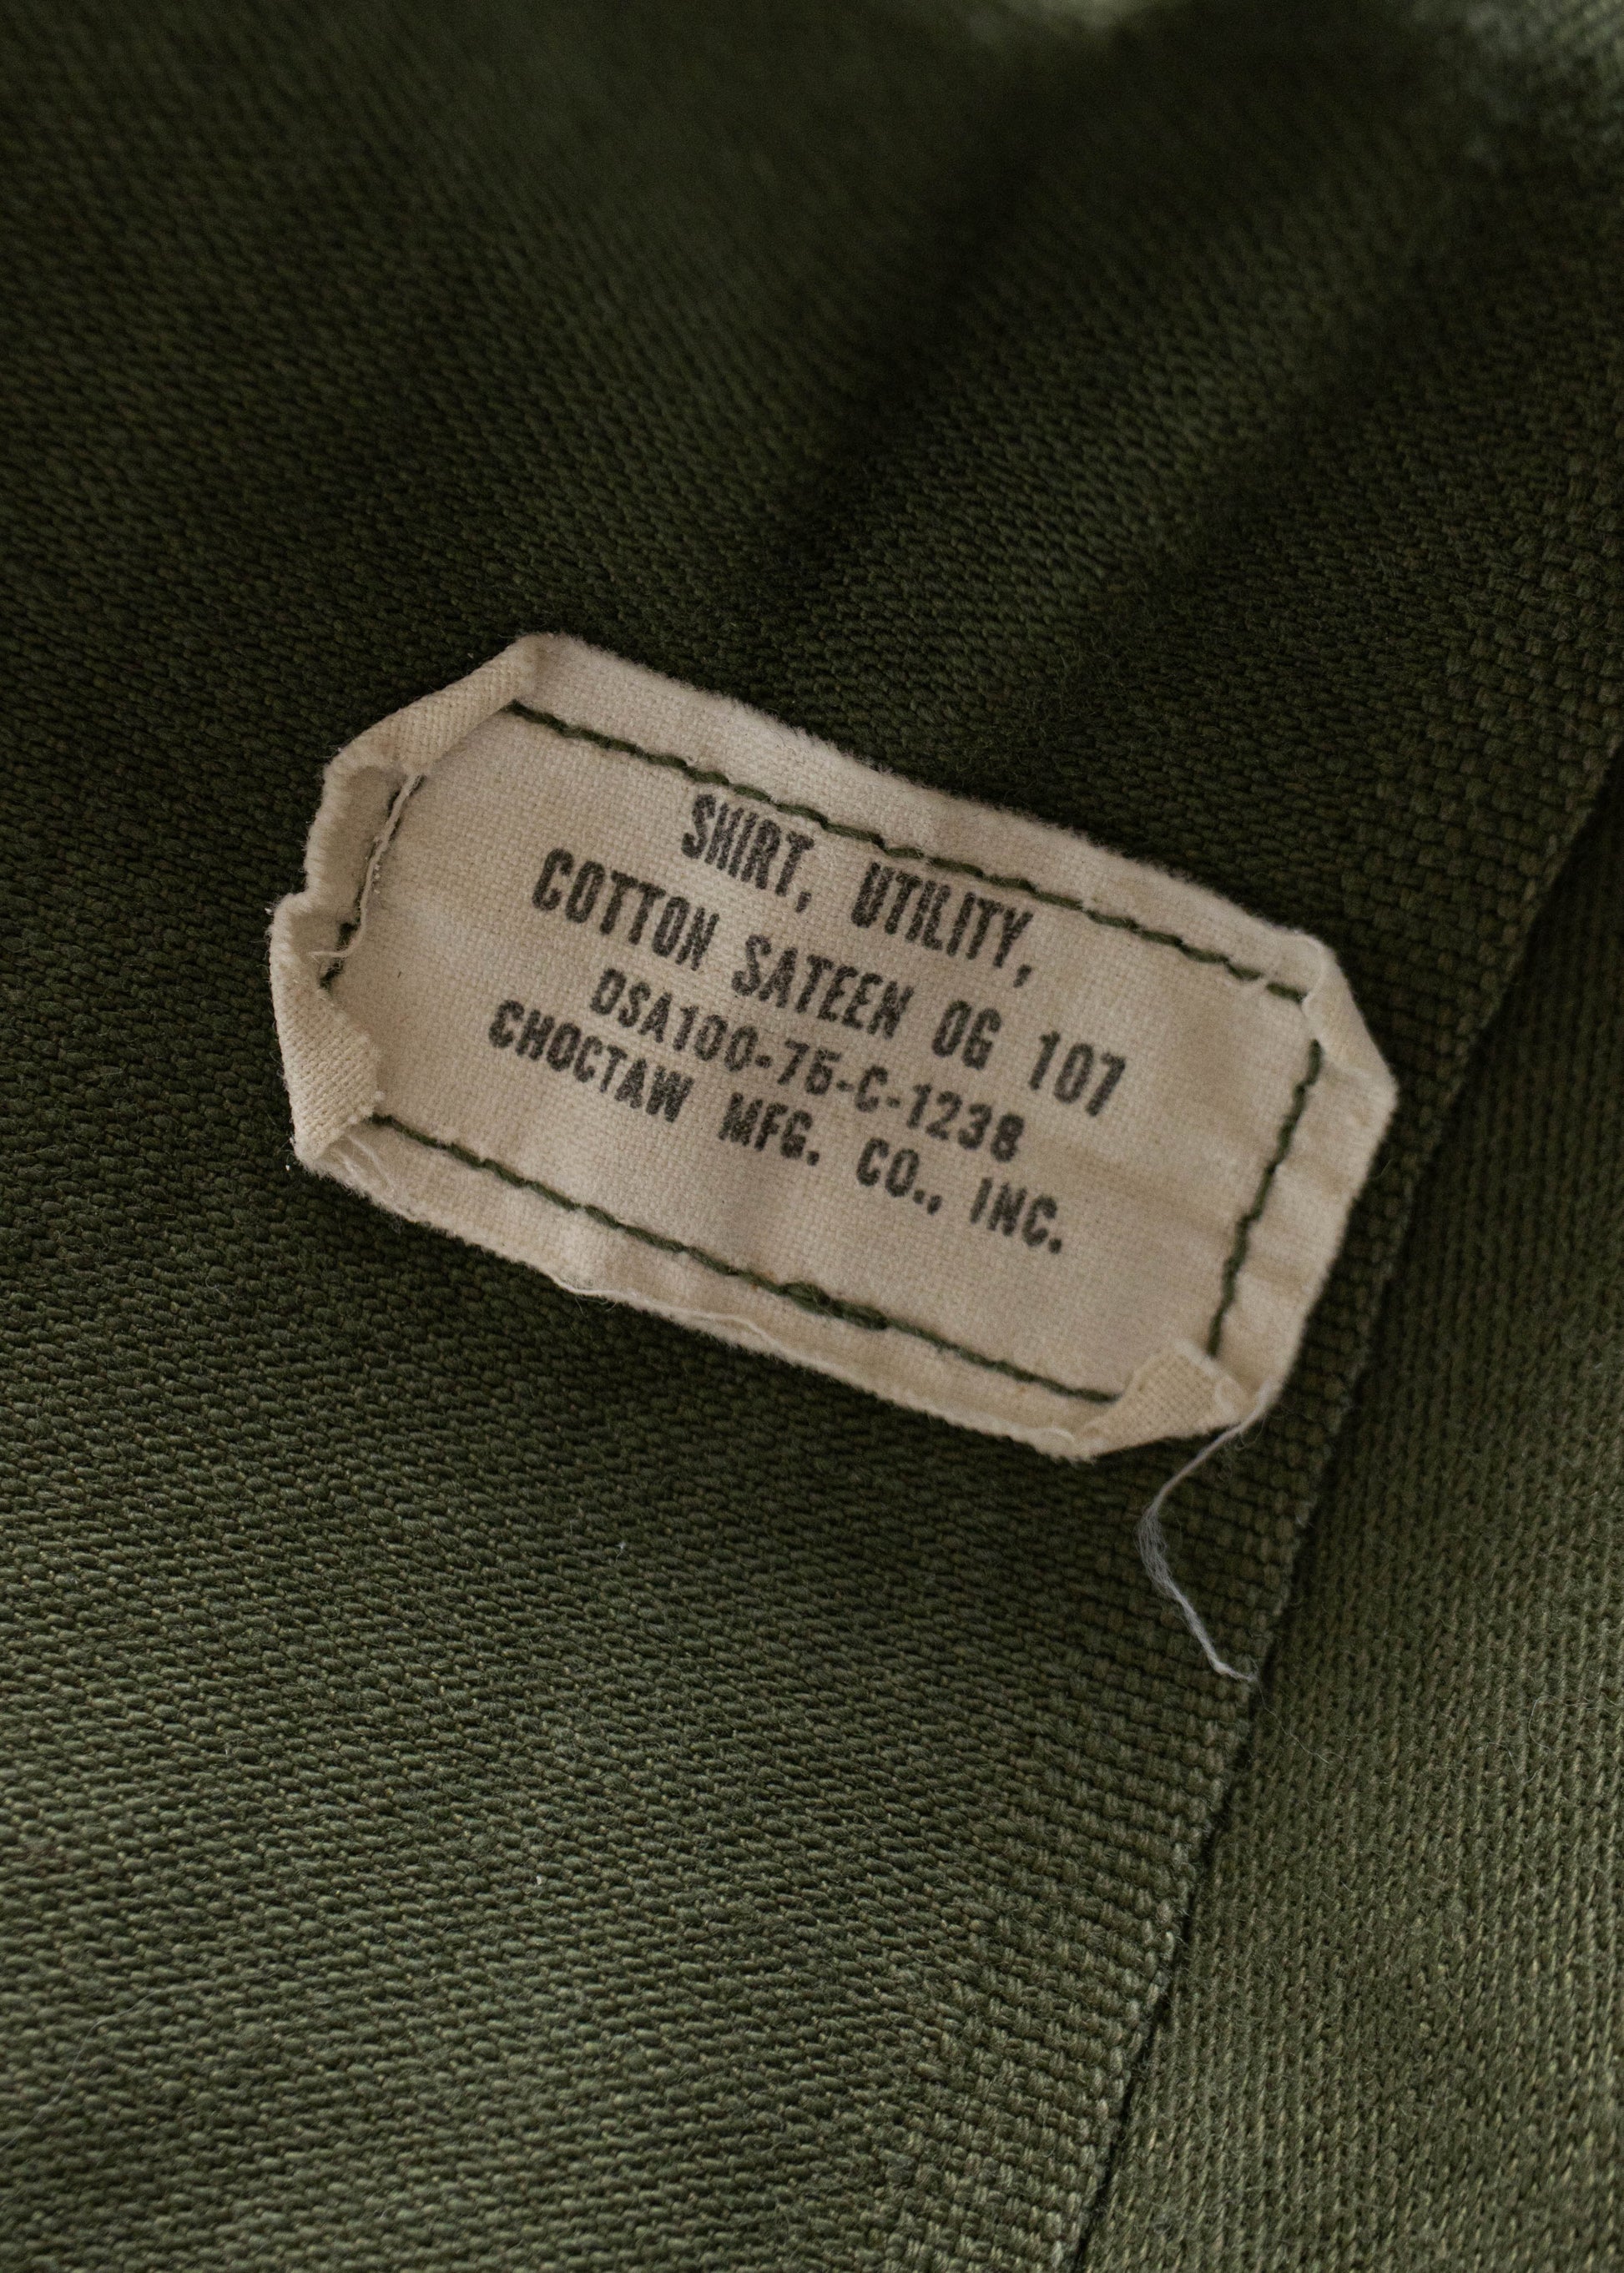 SHIRT, UTILITY,
COTTON SATEEN OG 107
DSA100-75-C-1238
CHOCTAW MFG. CO., INC.